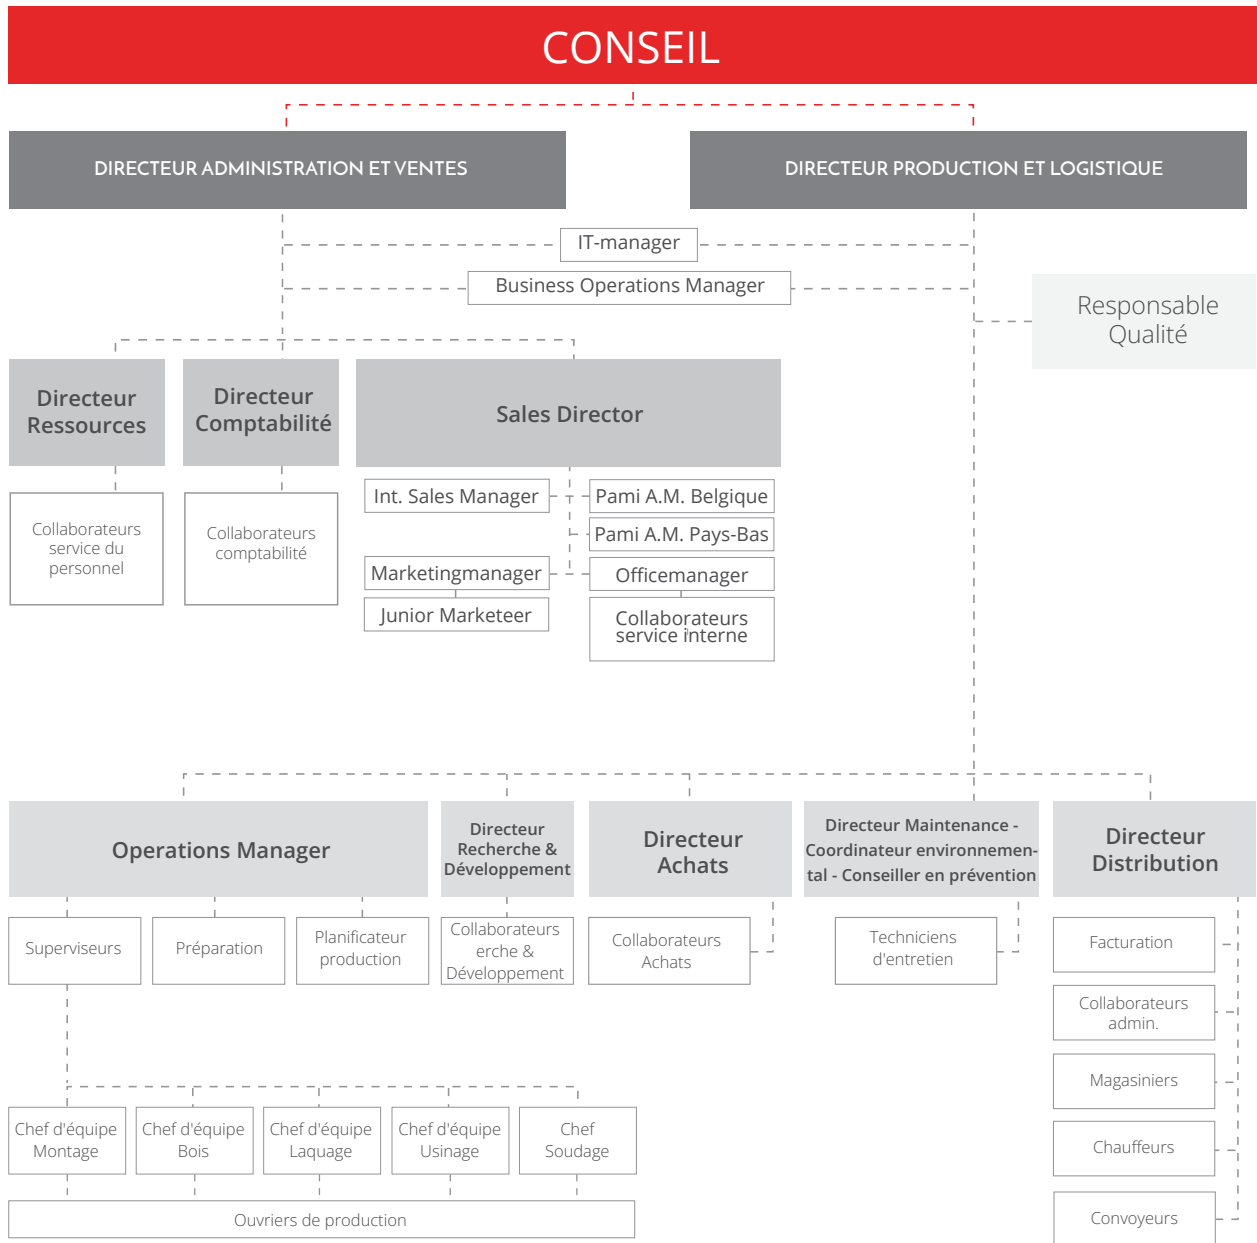 CONSEIL
DIRECTEUR ADMINISTRATION ET VENTES
DIRECTEUR PRODUCTION ET LOGISTIQUE
IT-manager
Business Operations Manager
Responsable
Qualité
Directeur
Ressources
Directeur
Comptabilité
Sales Director
Collaborateurs
service du
personnel
Collaborateurs
comptabilité
Int. Sales Manager
Pami A.M. Belgique
Pami A.M. Pays-Bas
Marketingmanager
Officemanager
Junior Marketeer
Collaborateurs
service interne
Operations Manager
Directeur
Recherche &
Développement
Directeur
Achats
Directeur Maintenance -
Coordinateur environnemen-
tal - Conseiller en prévention
Directeur
Distribution
Superviseurs
Préparation
Planificateur
production
Collaborateurs
erche &
Développement
Collaborateurs
Achats
Techniciens
d'entretien
Facturation
Collaborateurs
admin.
Magasiniers
Chauffeurs
Convoyeurs
Chef d'équipe
Montage
Chef d'équipe
Bois
Chef d'équipe
Laquage
Chef d'équipe
Usinage
Chef
Soudage
Ouvriers de production